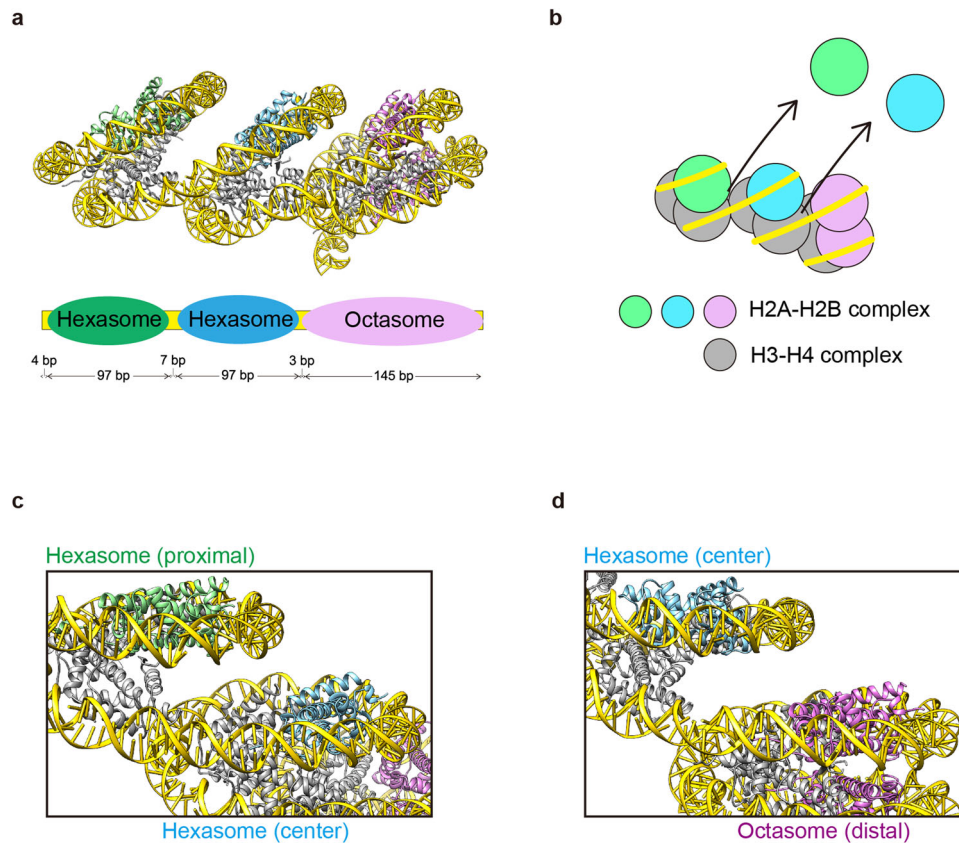 a
b
Hexasome Hexasome Octasome
4 bp 7 bp 3 bp
97 bp 97 bp 145 bp
H2A-H2B complex
H3-H4 complex
c
d
Hexasome (proximal)
Hexasome (center)
Hexasome (center)
Octasome (distal)